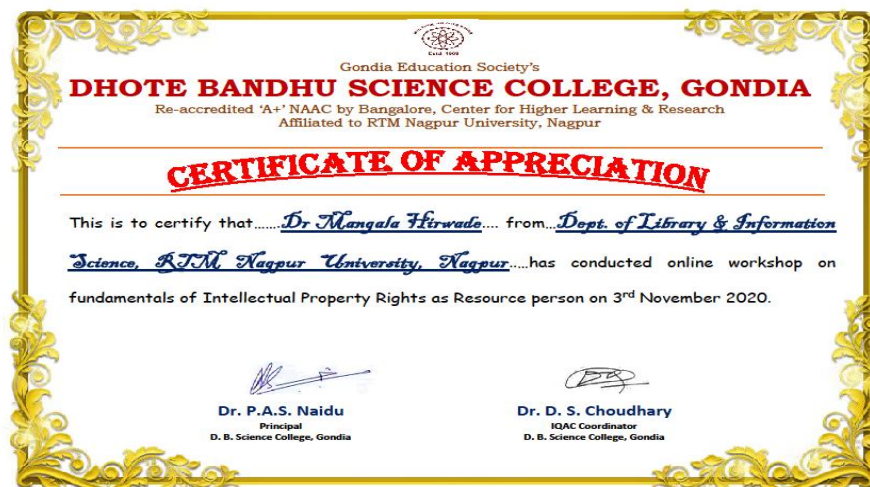 Estd 1959
Gondia Education Society's
DHOTE BANDHU SCIENCE COLLEGE, GONDIA
Re-accredited 'A+' NAAC by Bangalore, Center for Higher Learning & Research
Affiliated to RTM Nagpur University, Nagpur
CERTIFICATE OF APPRECIATION
This is to certify that.......Dr Mangala Hirwade.... from...Dept. of Library & Information
Science, RTM Nagpur University, Nagpur.....has conducted online workshop on
fundamentals of Intellectual Property Rights as Resource person on 3rd November 2020.
Dr. P.A.S. Naidu
Principal
D. B. Science College, Gondia
Dr. D. S. Choudhary
IQAC Coordinator
D. B. Science College, Gondia